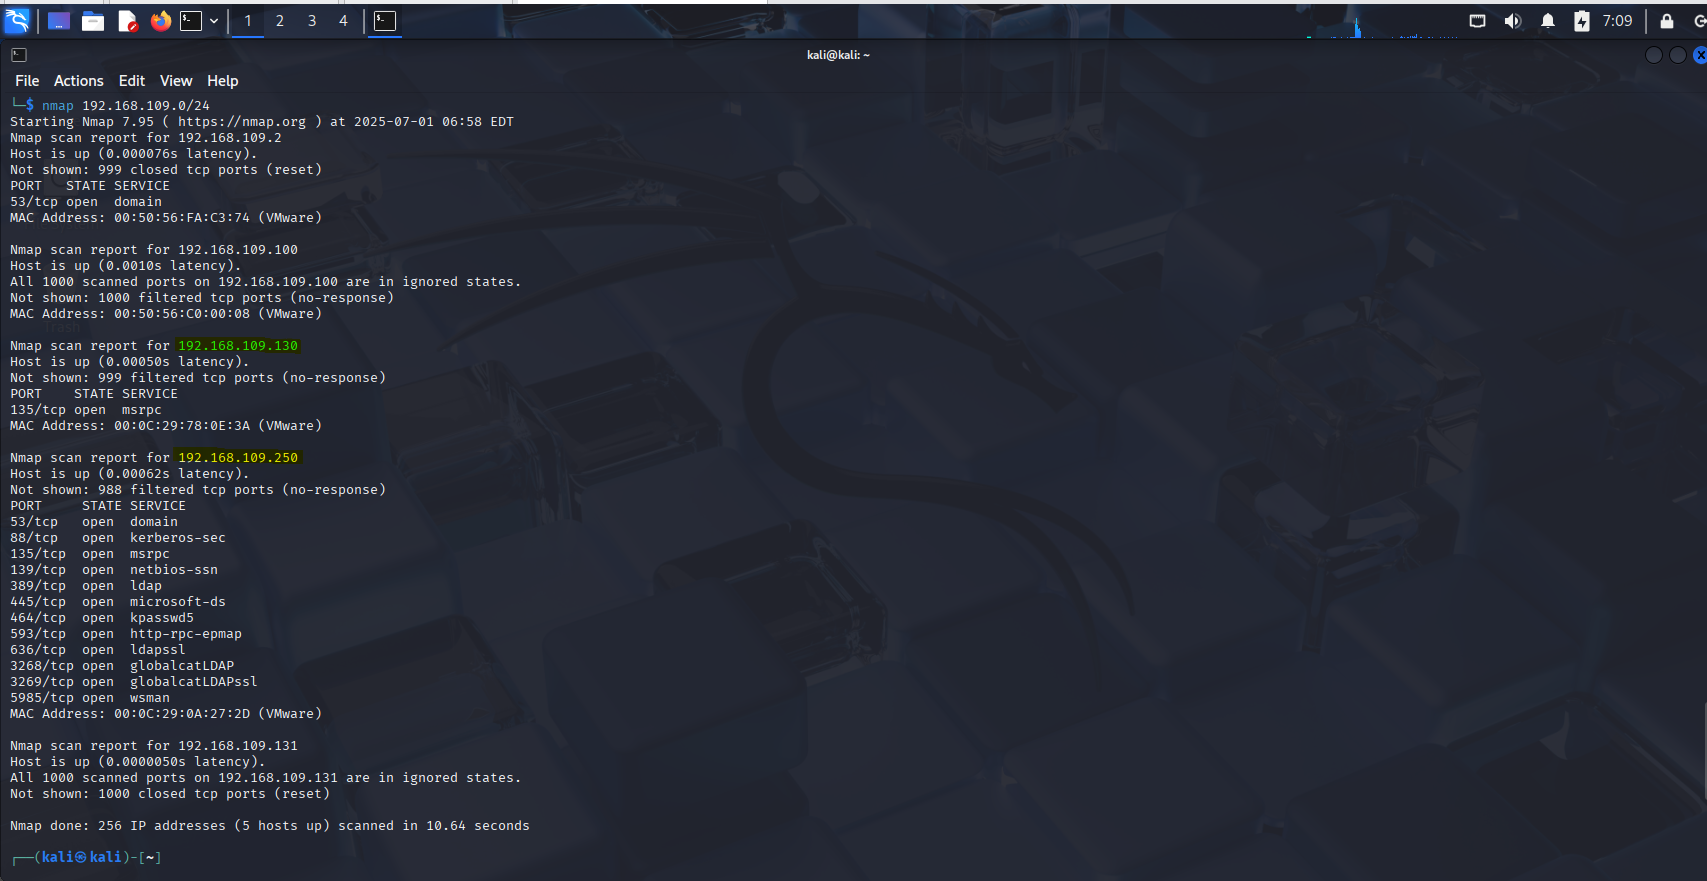 1 2 3 4
7:09
kali@kali: ~
File Actions Edit View Help
└─$ nmap 192.168.109.0/24
Starting Nmap 7.95 ( https://nmap.org ) at 2025-07-01 06:58 EDT
Nmap scan report for 192.168.109.2
Host is up (0.000076s latency).
Not shown: 999 closed tcp ports (reset)
PORT   STATE SERVICE
53/tcp open  domain
MAC Address: 00:50:56:FA:C3:74 (VMware)
Nmap scan report for 192.168.109.100
Host is up (0.0010s latency).
All 1000 scanned ports on 192.168.109.100 are in ignored states.
Not shown: 1000 filtered tcp ports (no-response)
MAC Address: 00:50:56:C0:00:08 (VMware)
Trash
Nmap scan report for 192.168.109.130
Host is up (0.00050s latency).
Not shown: 999 filtered tcp ports (no-response)
PORT    STATE SERVICE
135/tcp open  msrpc
MAC Address: 00:0C:29:78:0E:3A (VMware)
Nmap scan report for 192.168.109.250
Host is up (0.00062s latency).
Not shown: 988 filtered tcp ports (no-response)
PORT     STATE SERVICE
53/tcp   open  domain
88/tcp   open  kerberos-sec
135/tcp  open  msrpc
139/tcp  open  netbios-ssn
389/tcp  open  ldap
445/tcp  open  microsoft-ds
464/tcp  open  kpasswd5
593/tcp  open  http-rpc-epmap
636/tcp  open  ldapssl
3268/tcp open  globalcatLDAP
3269/tcp open  globalcatLDAPssl
5985/tcp open  wsman
MAC Address: 00:0C:29:0A:27:2D (VMware)
Nmap scan report for 192.168.109.131
Host is up (0.0000050s latency).
All 1000 scanned ports on 192.168.109.131 are in ignored states.
Not shown: 1000 closed tcp ports (reset)
Nmap done: 256 IP addresses (5 hosts up) scanned in 10.64 seconds
┌──(kali㉿kali)-[~]